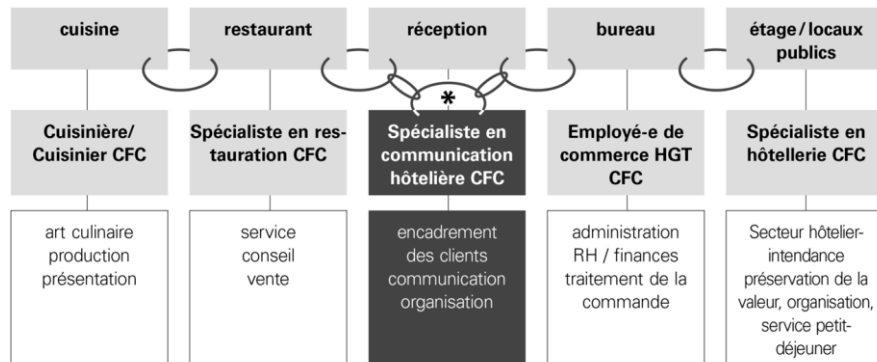 cuisine
restaurant
réception
bureau
étage/locaux
publics
*
Cuisinière/
Cuisinier CFC
Spécialiste en res-
tauration CFC
Spécialiste en
communication
hôtelière CFC
Employé-e de
commerce HGT
CFC
Spécialiste en
hôtellerie CFC
art culinaire
production
présentation
service
conseil
vente
encadrement
des clients
communication
organisation
administration
RH / finances
traitement de la
commande
Secteur hôtelier-
intendance
préservation de la
valeur, organisation,
service petit-
déjeuner